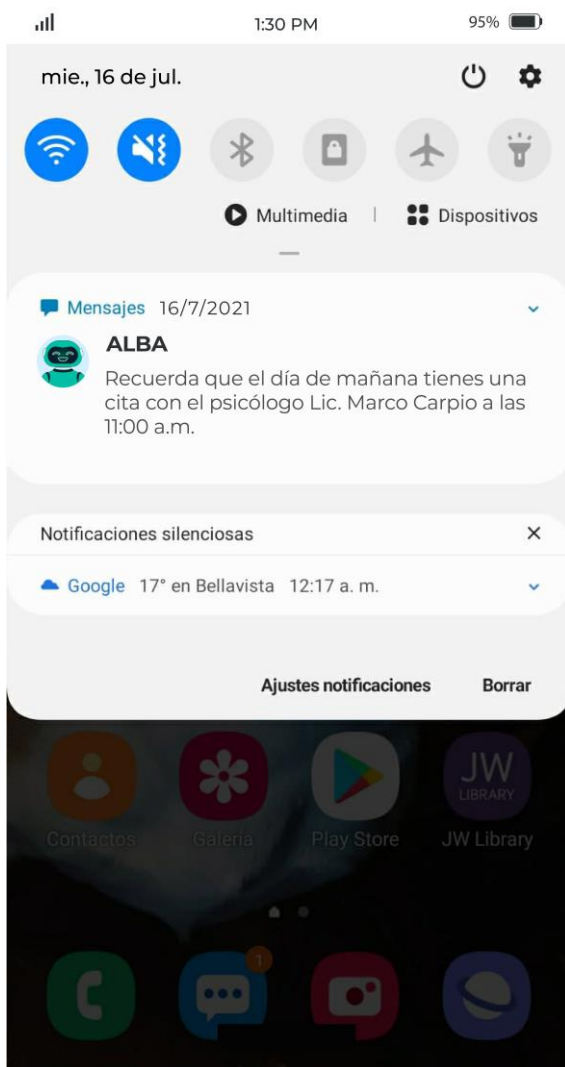 1:30 PM 95%
mie., 16 de jul.
Multimedia | Dispositivos
Mensajes 16/7/2021
ALBA
Recuerda que el día de mañana tienes una
cita con el psicólogo Lic. Marco Carpio a las
11:00 a.m.
Notificaciones silenciosas
Google 17° en Bellavista 12:17 a. m.
Ajustes notificaciones Borrar
JW
LIBRARY
Contactos Galería Play Store JW Library
1